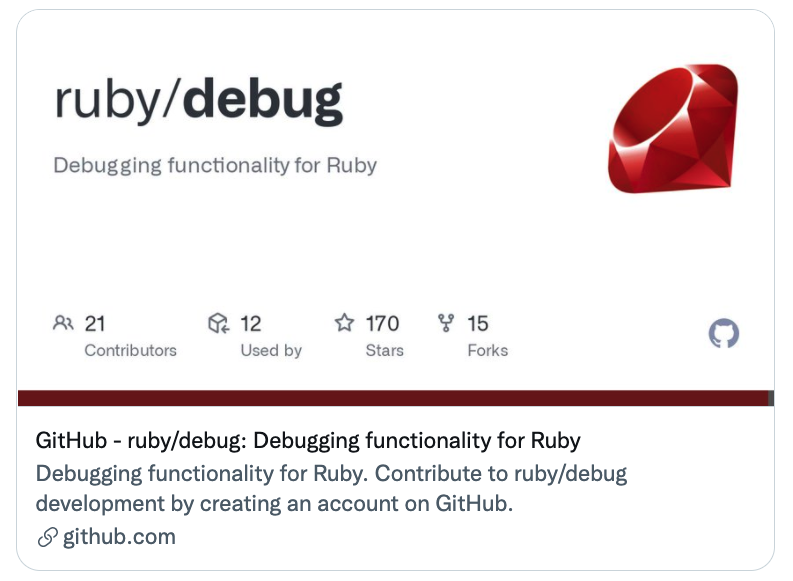 ruby/debug
Debugging functionality for Ruby
21 12 170 15
Contributors Used by Stars Forks
GitHub - ruby/debug: Debugging functionality for Ruby
Debugging functionality for Ruby. Contribute to ruby/debug
development by creating an account on GitHub.
github.com